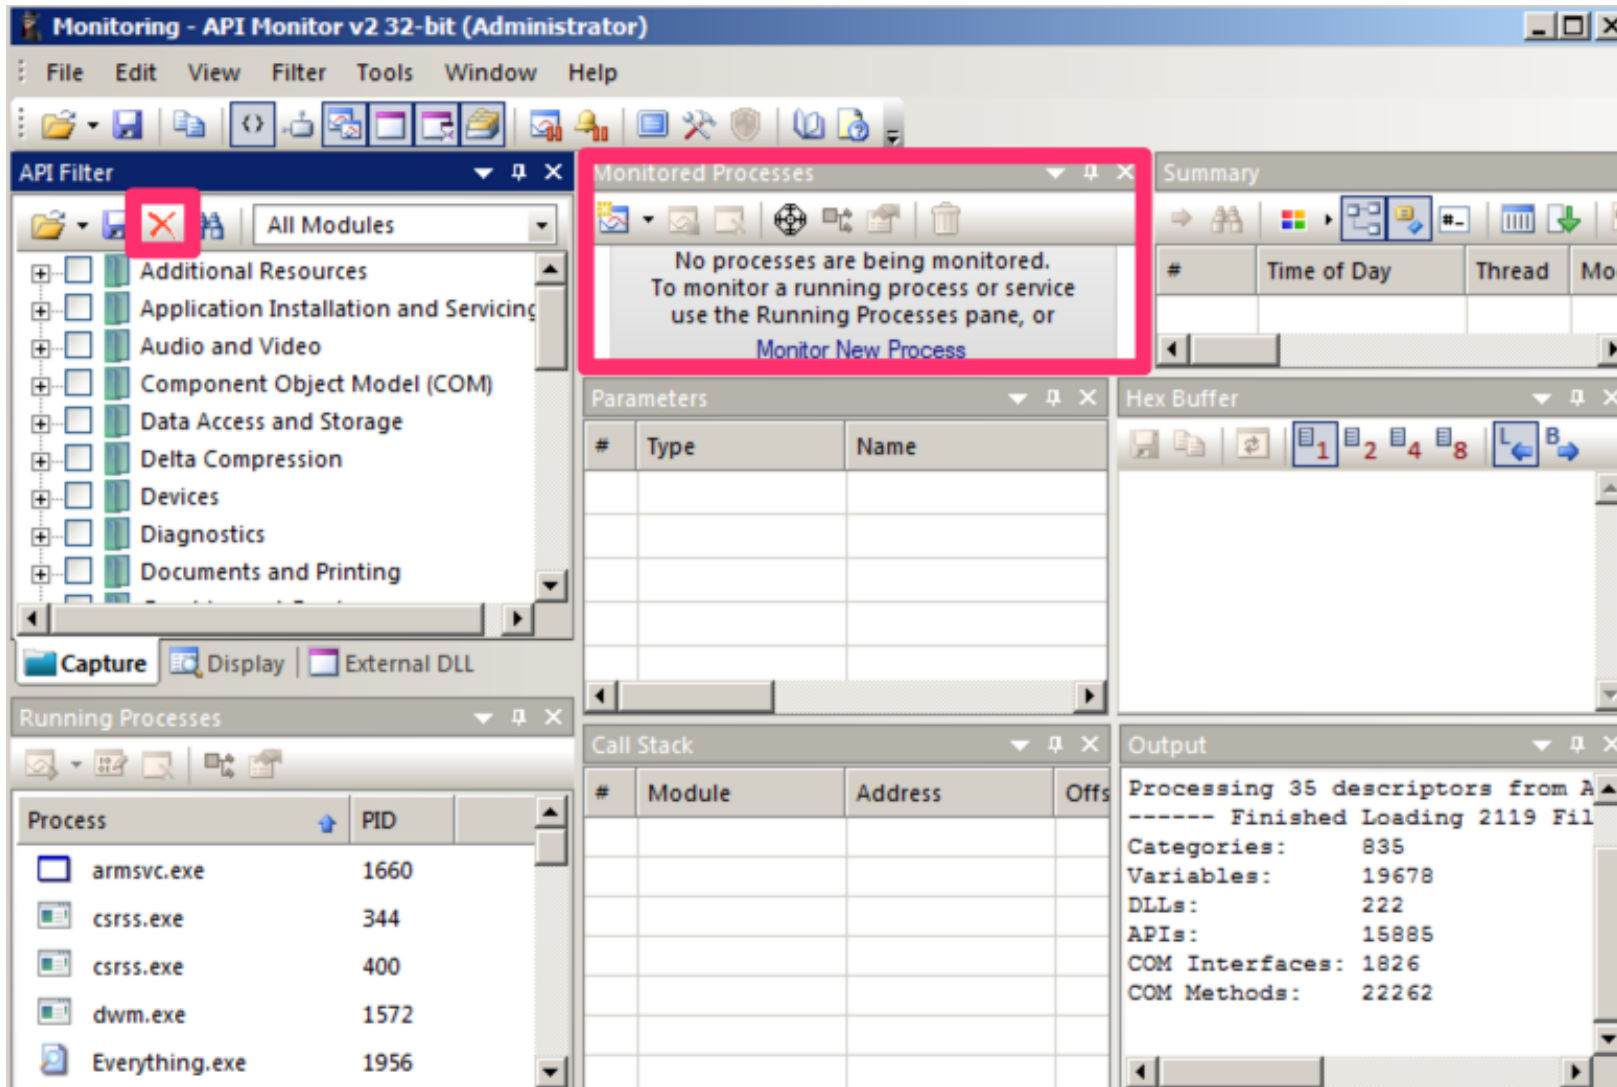 Monitoring - API Monitor v2 32-bit (Administrator)
File Edit View Filter Tools Window Help
API Filter
All Modules
Additional Resources
Application Installation and Servicing
Audio and Video
Component Object Model (COM)
Data Access and Storage
Delta Compression
Devices
Diagnostics
Documents and Printing
Capture Display External DLL
Running Processes
Process PID
armsvc.exe 1660
csrss.exe 344
csrss.exe 400
dwm.exe 1572
Everything.exe 1956
Monitored Processes
No processes are being monitored.
To monitor a running process or service
use the Running Processes pane, or
Monitor New Process
Parameters
# Type Name
Call Stack
# Module Address Offs
Summary
# Time of Day Thread Mo
Hex Buffer
1 2 4 8 L B
Output
Processing 35 descriptors from A
------ Finished Loading 2119 Fil
Categories: 835
Variables: 19678
DLLs: 222
APIs: 15885
COM Interfaces: 1826
COM Methods: 22262